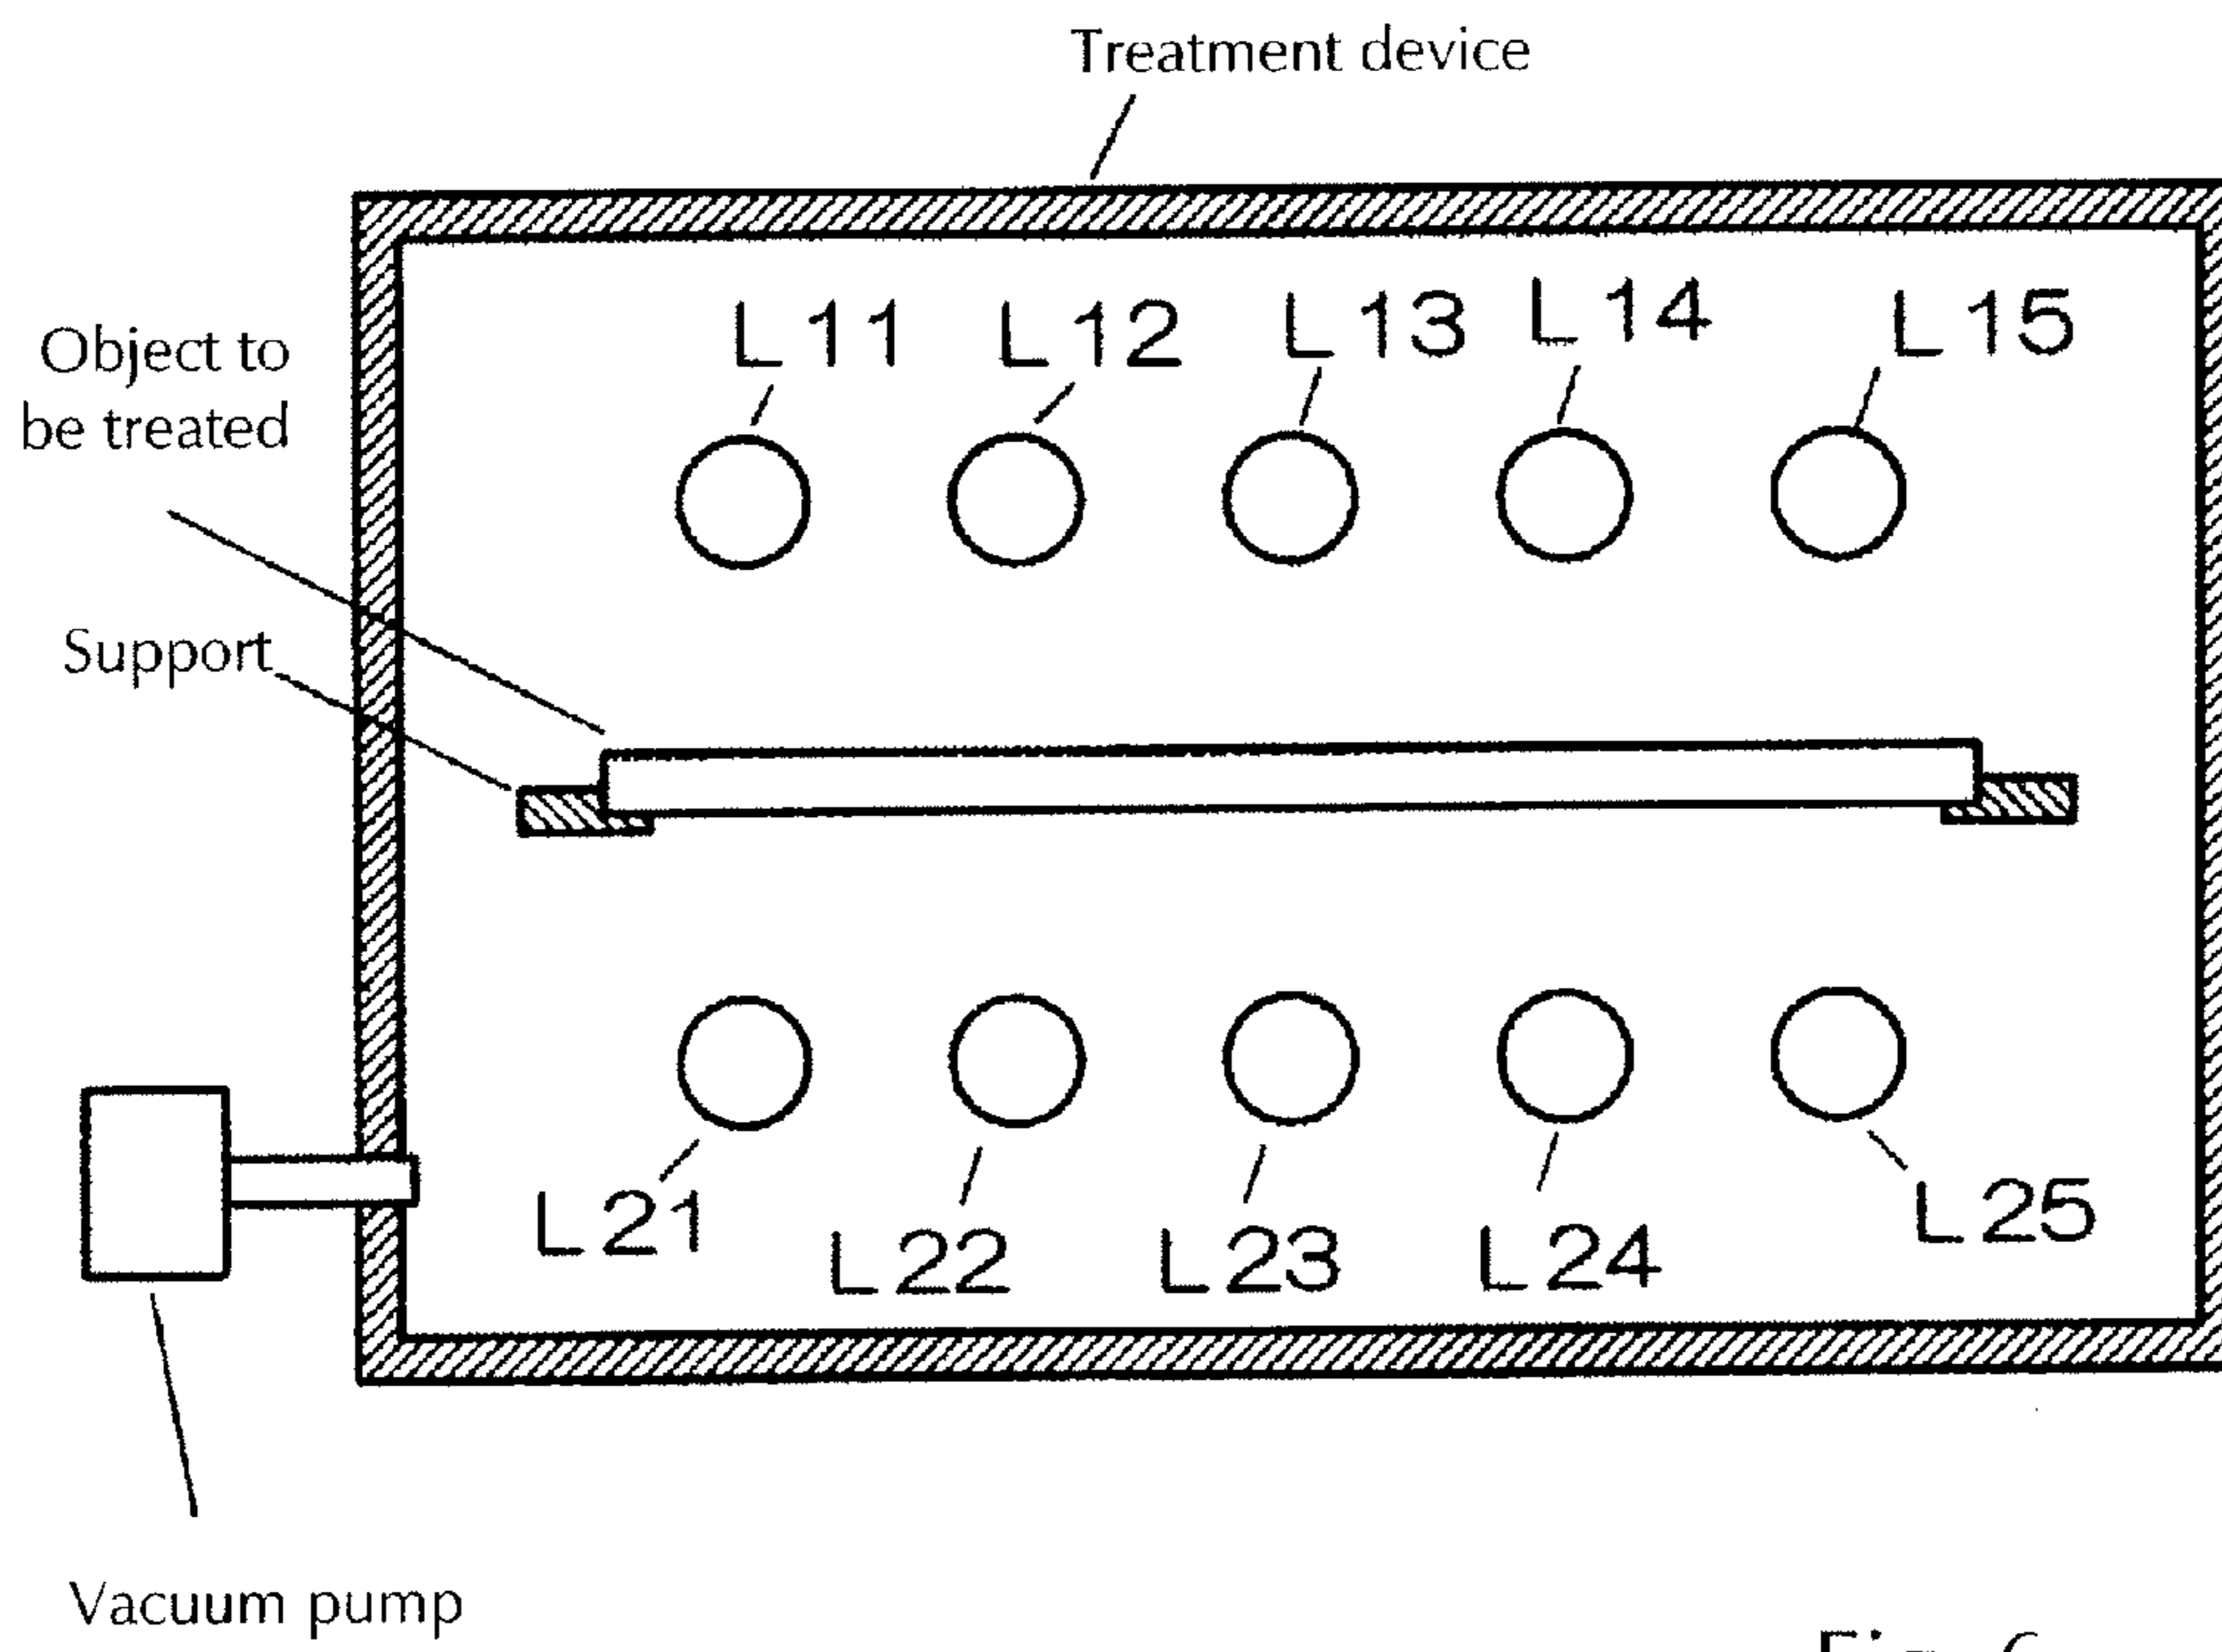 Treatment device
L11 L12 L13 L14 L15
Object to
be treated
Support
L21 L22 L23 L24 L25
Vacuum pump